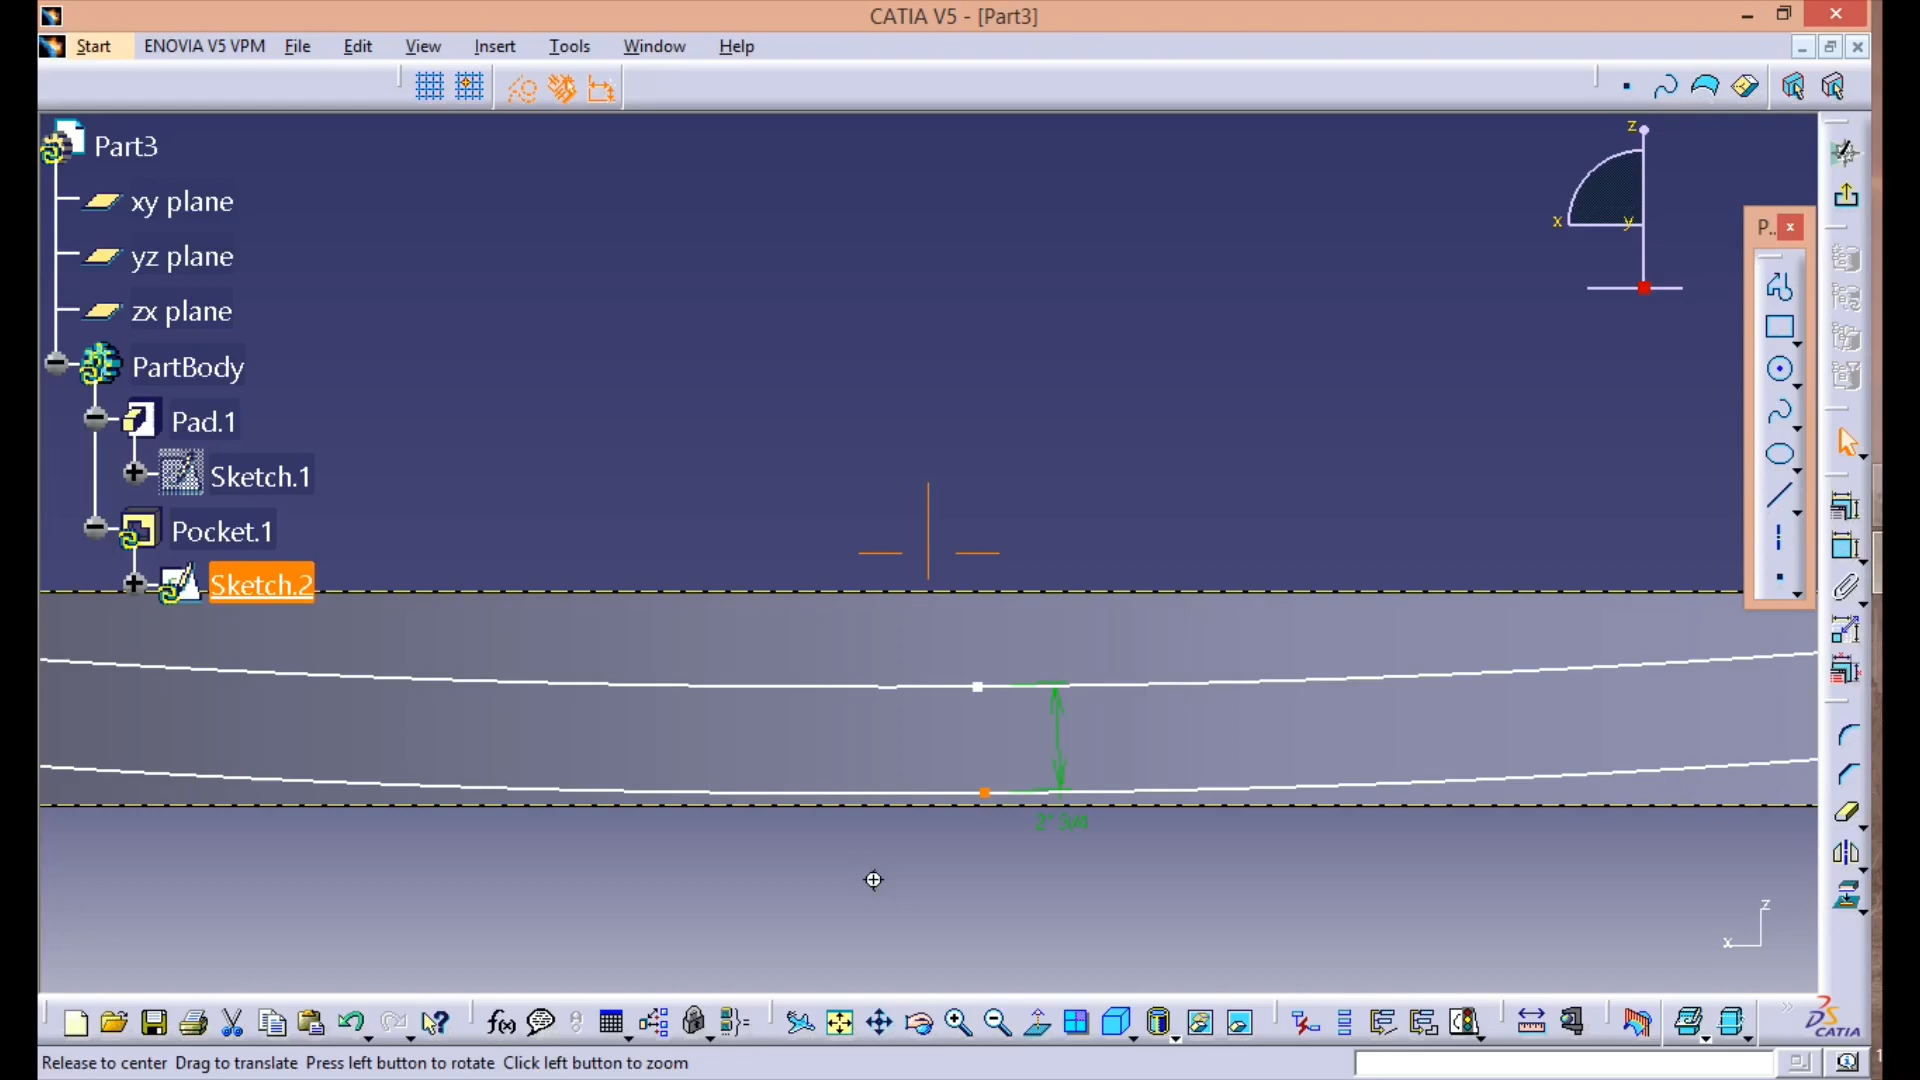 CATIA V5 - [Part3]
Start ENOVIA V5 VPM File Edit View Insert Tools Window Help
Part3
xy plane
yz plane
zx plane
PartBody
Pad.1
Sketch.1
Pocket.1
Sketch.2
z
x
y
P..
z
x
f(x)
DS
CATIA
Release to center Drag to translate Press left button to rotate Click left button to zoom